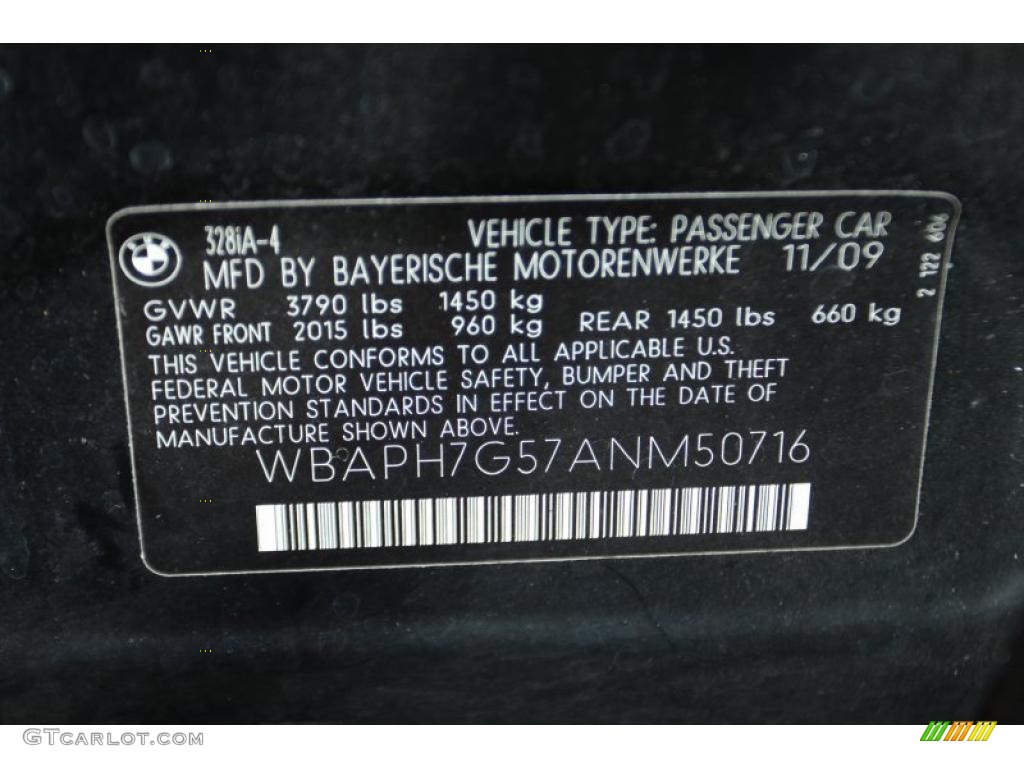 328iA-4 VEHICLE TYPE: PASSENGER CAR
MFD BY BAYERISCHE MOTORENWERKE 11/09
GVWR 3790 lbs 1450 kg
GAWR FRONT 2015 lbs 960 kg REAR 1450 lbs 660 kg
THIS VEHICLE CONFORMS TO ALL APPLICABLE U.S.
FEDERAL MOTOR VEHICLE SAFETY, BUMPER AND THEFT
PREVENTION STANDARDS IN EFFECT ON THE DATE OF
MANUFACTURE SHOWN ABOVE.
WBAPH7G57ANM50716
2 122 606
GTCarlot.com